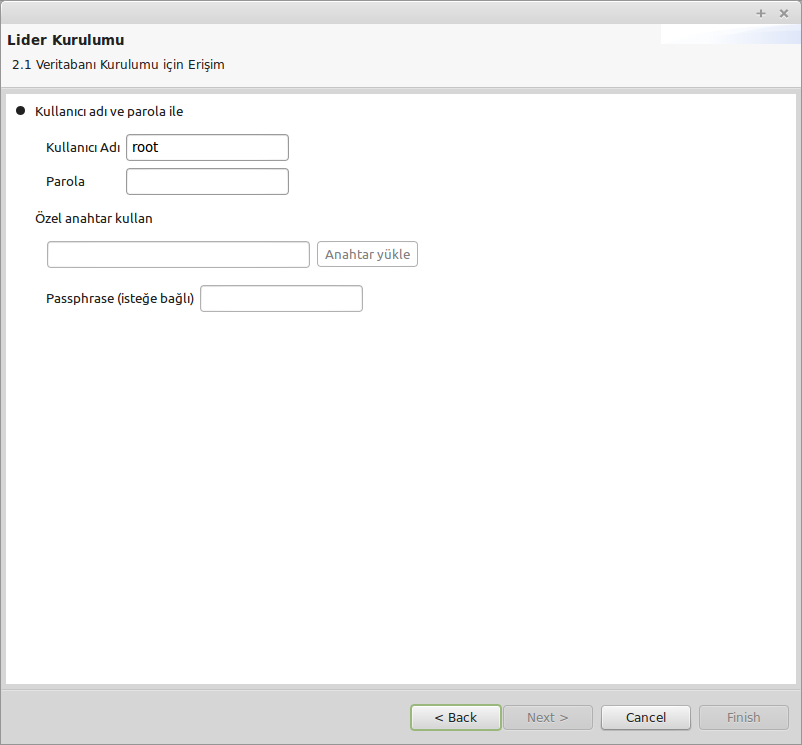 Lider Kurulumu
2.1 Veritabanı Kurulumu için Erişim
Kullanıcı adı ve parola ile
Kullanıcı Adı root
Parola
Özel anahtar kullan
Anahtar yükle
Passphrase (isteğe bağlı)
< Back Next > Cancel Finish